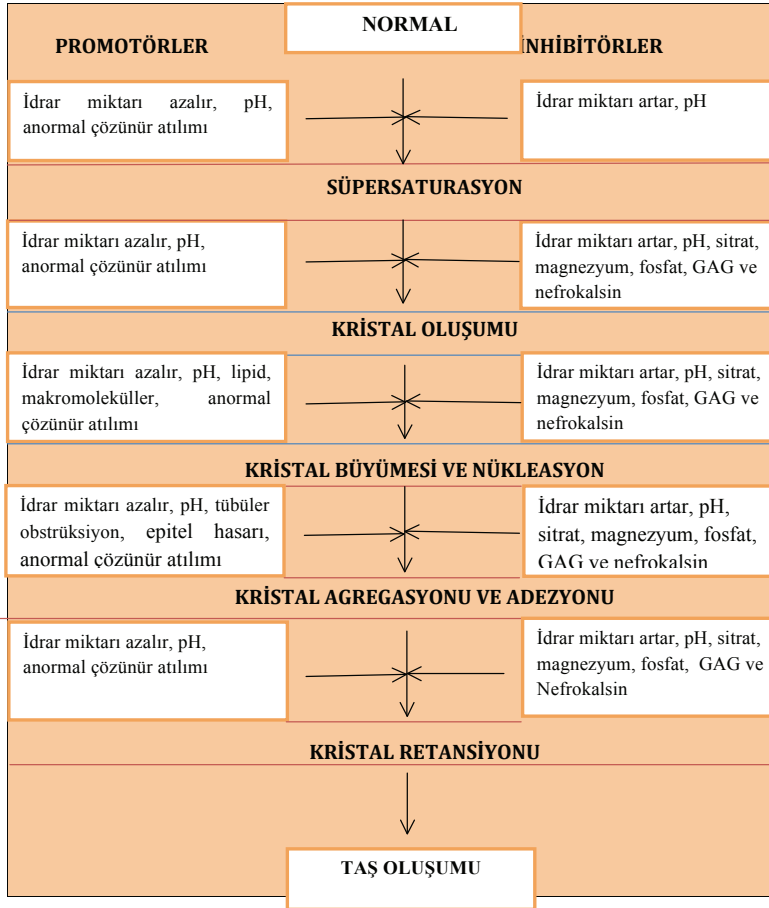 NORMAL
PROMOTÖRLER
İNHİBİTÖRLER
İdrar miktarı azalır, pH,
anormal çözünür atılımı
İdrar miktarı artar, pH
SÜPERSATURASYON
İdrar miktarı azalır, pH,
anormal çözünür atılımı
İdrar miktarı artar, pH, sitrat,
magnezyum, fosfat, GAG ve
nefrokalsin
KRİSTAL OLUŞUMU
İdrar miktarı azalır, pH, lipid,
makromoleküller, anormal
çözünür atılımı
İdrar miktarı artar, pH, sitrat,
magnezyum, fosfat, GAG ve
nefrokalsin
KRİSTAL BÜYÜMESİ VE NÜKLEASYON
İdrar miktarı azalır, pH, tübüler
obstrüksiyon, epitel hasarı,
anormal çözünür atılımı
İdrar miktarı artar, pH,
sitrat, magnezyum, fosfat,
GAG ve nefrokalsin
KRİSTAL AGREGASYONU VE ADEZYONU
İdrar miktarı azalır, pH,
anormal çözünür atılımı
İdrar miktarı artar, pH, sitrat,
magnezyum, fosfat, GAG ve
Nefrokalsin
KRİSTAL RETANSİYONU
TAŞ OLUŞUMU